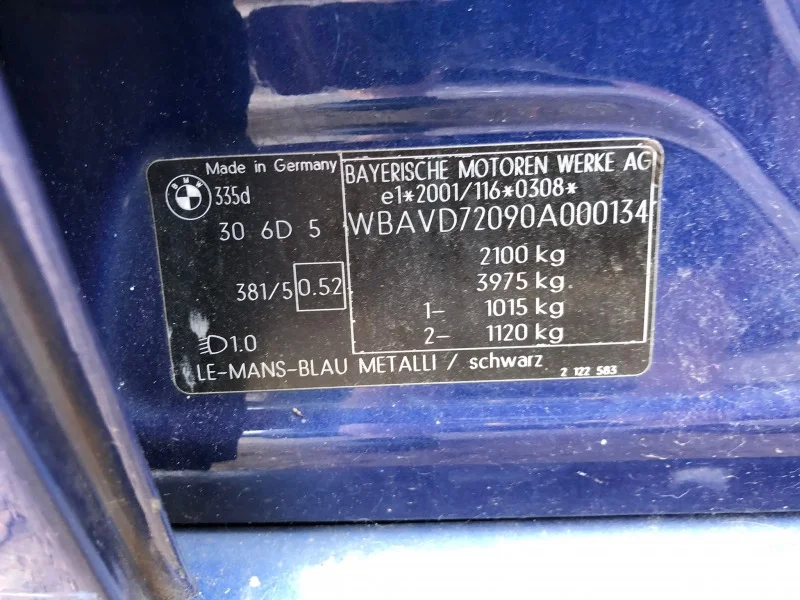 Made in Germany
BMW
335d
30 6D 5
381/5 0.52
1.0
BAYERISCHE MOTOREN WERKE AG
e1*2001/116*0308*
WBAVD72090A000134
2100 kg
3975 kg
1- 1015 kg
2- 1120 kg
LE-MANS-BLAU METALLI / schwarz
2 122 583